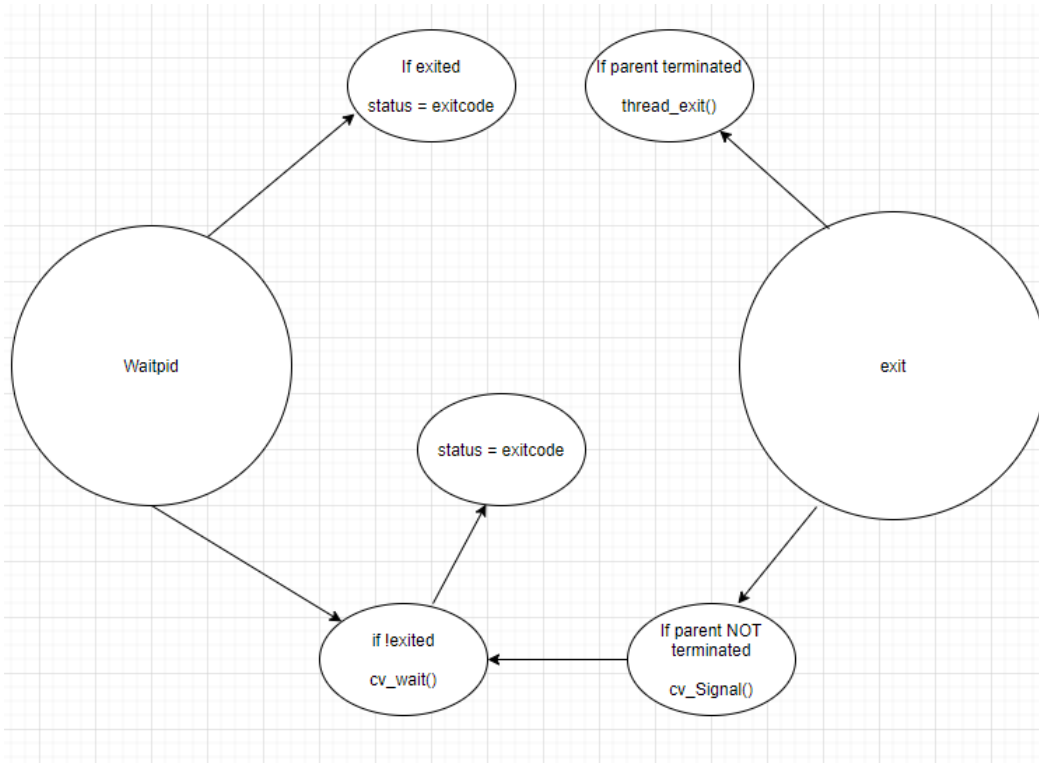 If exited
status = exitcode
If parent terminated
thread_exit()
Waitpid
exit
status = exitcode
if !exited
cv_wait()
If parent NOT
terminated
cv_Signal()